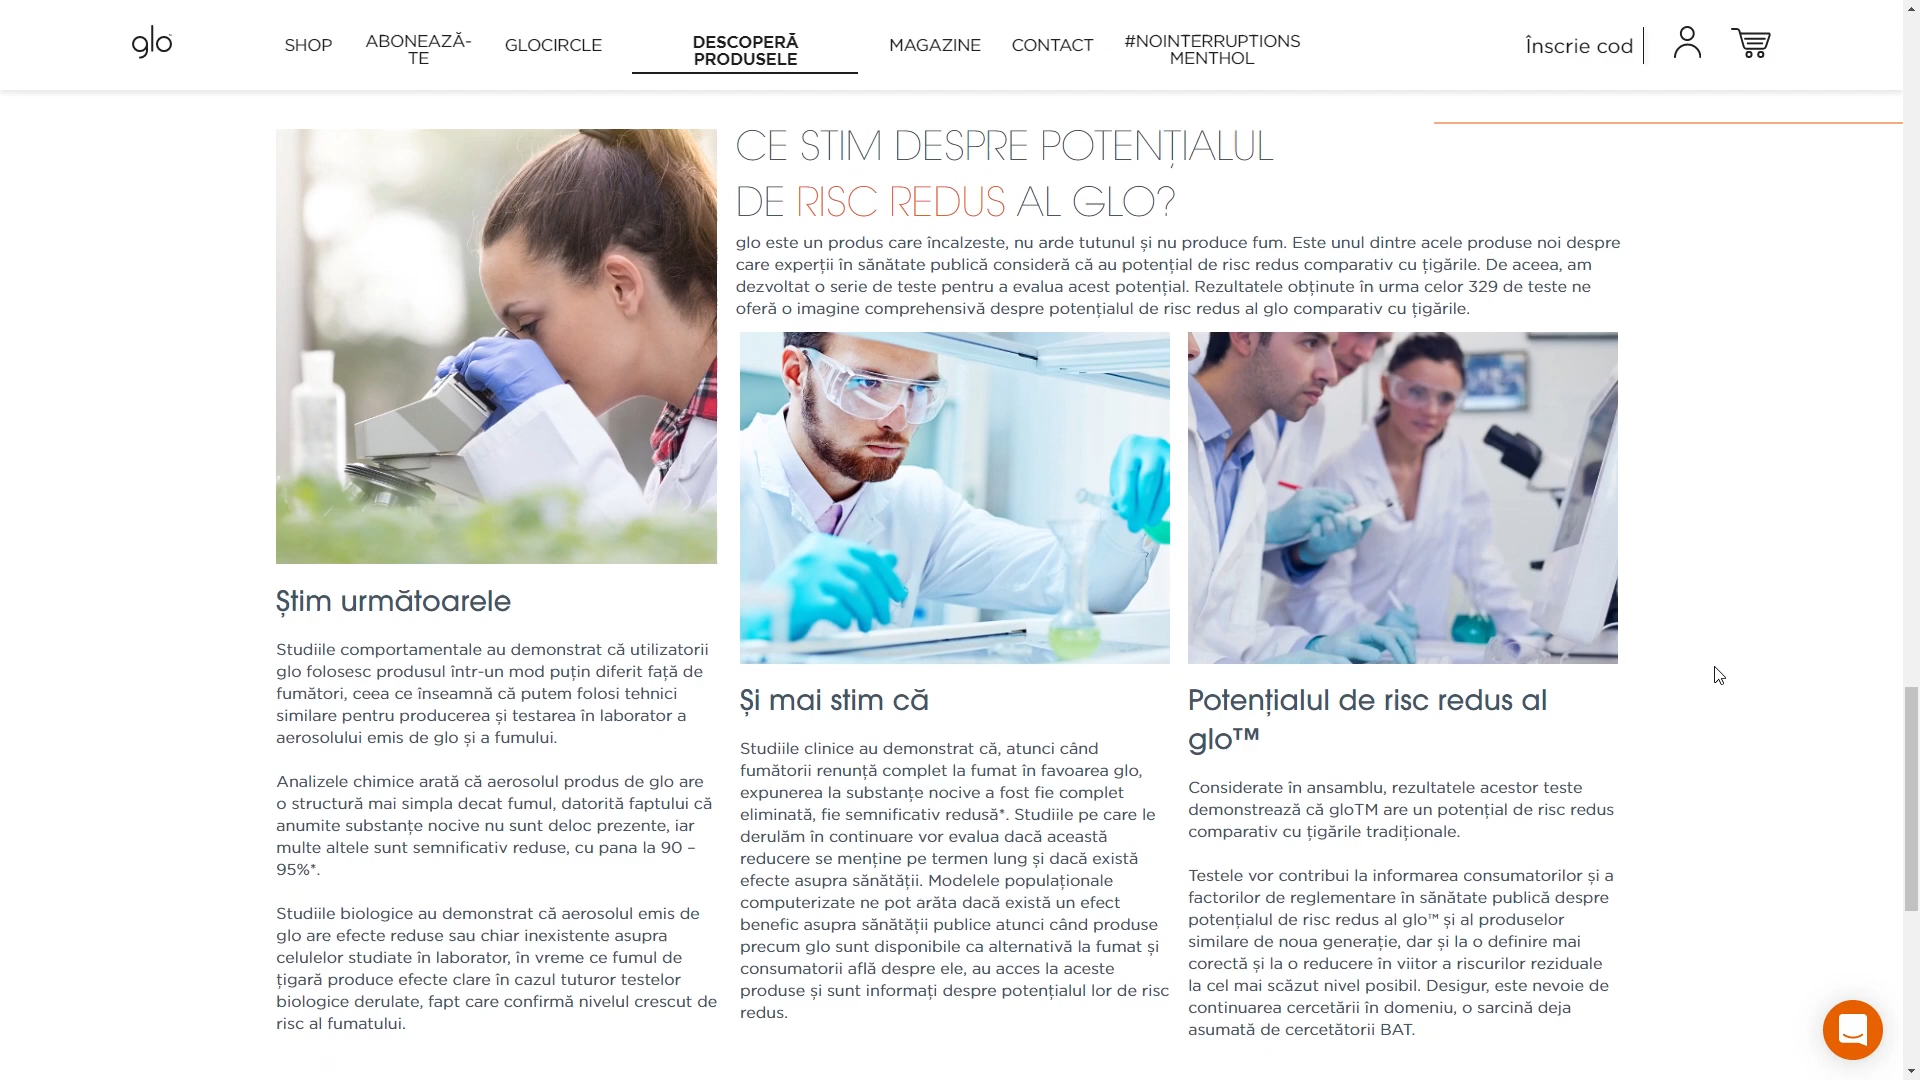 glo
SHOP
ABONEAZĂ-
TE
GLOCIRCLE
DESCOPERĂ
PRODUSELE
MAGAZINE
CONTACT
#NOINTERRUPTIONS
MENTHOL
Înscrie cod
CE STIM DESPRE POTENȚIALUL
DE RISC REDUS AL GLO?
glo este un produs care încalzeste, nu arde tutunul și nu produce fum. Este unul dintre acele produse noi despre
care experții în sănătate publică consideră că au potențial de risc redus comparativ cu țigările. De aceea, am
dezvoltat o serie de teste pentru a evalua acest potențial. Rezultatele obținute în urma celor 329 de teste ne
oferă o imagine comprehensivă despre potențialul de risc redus al glo comparativ cu țigările.
Știm următoarele
Studiile comportamentale au demonstrat că utilizatorii
glo folosesc produsul într-un mod puțin diferit față de
fumători, ceea ce înseamnă că putem folosi tehnici
similare pentru producerea și testarea în laborator a
aerosolului emis de glo și a fumului.
Analizele chimice arată că aerosolul produs de glo are
o structură mai simpla decat fumul, datorită faptului că
anumite substanțe nocive nu sunt deloc prezente, iar
multe altele sunt semnificativ reduse, cu pana la 90 –
95%*.
Studiile biologice au demonstrat că aerosolul emis de
glo are efecte reduse sau chiar inexistente asupra
celulelor studiate în laborator, în vreme ce fumul de
țigară produce efecte clare în cazul tuturor testelor
biologice derulate, fapt care confirmă nivelul crescut de
risc al fumatului.
Și mai stim că
Studiile clinice au demonstrat că, atunci când
fumătorii renunță complet la fumat în favoarea glo,
expunerea la substanțe nocive a fost fie complet
eliminată, fie semnificativ redusă*. Studiile pe care le
derulăm în continuare vor evalua dacă această
reducere se menține pe termen lung și dacă există
efecte asupra sănătății. Modelele populaționale
computerizate ne pot arăta dacă există un efect
benefic asupra sănătății publice atunci când produse
precum glo sunt disponibile ca alternativă la fumat și
consumatorii află despre ele, au acces la aceste
produse și sunt informați despre potențialul lor de risc
redus.
Potențialul de risc redus al
glo™
Considerate în ansamblu, rezultatele acestor teste
demonstrează că gloTM are un potențial de risc redus
comparativ cu țigările tradiționale.
Testele vor contribui la informarea consumatorilor și a
factorilor de reglementare în sănătate publică despre
potențialul de risc redus al glo™ și al produselor
similare de noua generație, dar și la o definire mai
corectă și la o reducere în viitor a riscurilor reziduale
la cel mai scăzut nivel posibil. Desigur, este nevoie de
continuarea cercetării în domeniu, o sarcină deja
asumată de cercetătorii BAT.